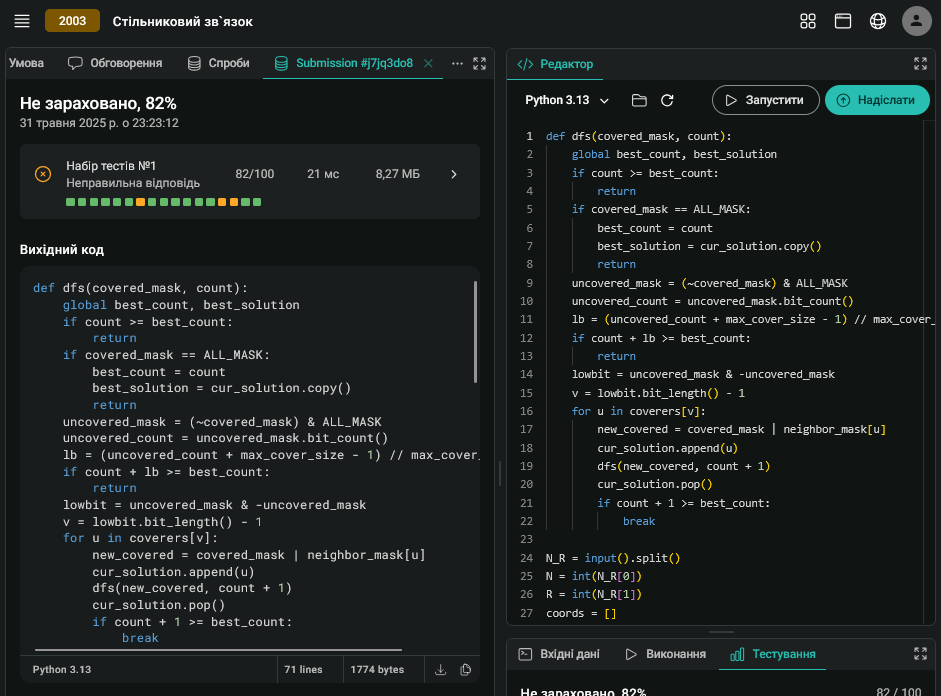 2003 Стільниковий зв`язок
Умова Обговорення Спроби Submission #j7jq3do8
Не зараховано, 82%
31 травня 2025 р. о 23:23:12
Набір тестів №1
Неправильна відповідь
82/100 21 мс 8,27 МБ
Вихідний код
def dfs(covered_mask, count):
global best_count, best_solution
if count >= best_count:
return
if covered_mask == ALL_MASK:
best_count = count
best_solution = cur_solution.copy()
return
uncovered_mask = (~covered_mask) & ALL_MASK
uncovered_count = uncovered_mask.bit_count()
lb = (uncovered_count + max_cover_size - 1) // max_cover_
if count + lb >= best_count:
return
lowbit = uncovered_mask & -uncovered_mask
v = lowbit.bit_length() - 1
for u in coverers[v]:
new_covered = covered_mask | neighbor_mask[u]
cur_solution.append(u)
dfs(new_covered, count + 1)
cur_solution.pop()
if count + 1 >= best_count:
break
Python 3.13 71 lines 1774 bytes
</> Редактор
Python 3.13 Запустити Надіслати
1 def dfs(covered_mask, count):
2 global best_count, best_solution
3 if count >= best_count:
4 return
5 if covered_mask == ALL_MASK:
6 best_count = count
7 best_solution = cur_solution.copy()
8 return
9 uncovered_mask = (~covered_mask) & ALL_MASK
10 uncovered_count = uncovered_mask.bit_count()
11 lb = (uncovered_count + max_cover_size - 1) // max_cover_
12 if count + lb >= best_count:
13 return
14 lowbit = uncovered_mask & -uncovered_mask
15 v = lowbit.bit_length() - 1
16 for u in coverers[v]:
17 new_covered = covered_mask | neighbor_mask[u]
18 cur_solution.append(u)
19 dfs(new_covered, count + 1)
20 cur_solution.pop()
21 if count + 1 >= best_count:
22 break
23
24 N_R = input().split()
25 N = int(N_R[0])
26 R = int(N_R[1])
27 coords = []
Вхідні дані Виконання Тестування
Не зараховано, 82% 82 / 100